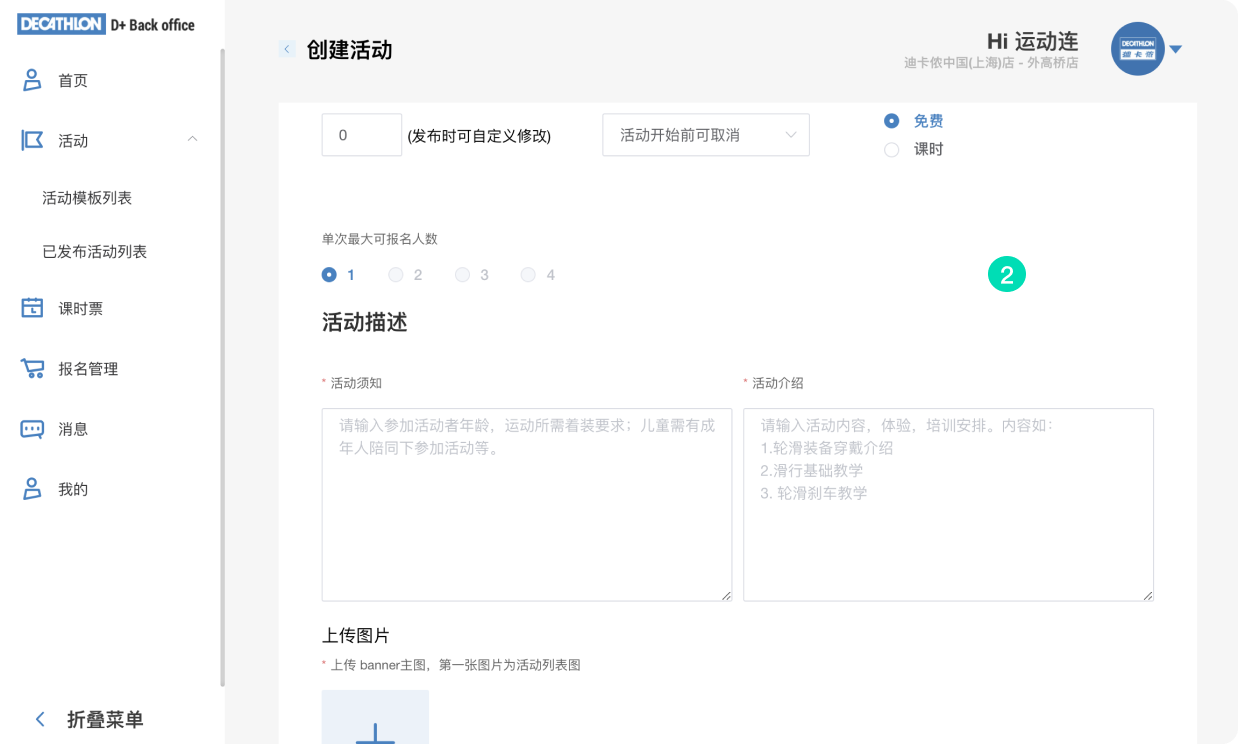 DECATHLON D+ Back office
首页
活动
活动模板列表
已发布活动列表
课时票
报名管理
消息
我的
折叠菜单
创建活动
Hi 运动连
迪卡侬中国(上海)店 - 外高桥店
DECATHLON
迪卡侬
0 (发布时可自定义修改)
活动开始前可取消
免费
课时
单次最大可报名人数
1 2 3 4
2
活动描述
* 活动须知
请输入参加活动者年龄，运动所需着装要求；儿童需有成
年人陪同下参加活动等。
* 活动介绍
请输入活动内容，体验，培训安排。内容如：
1.轮滑装备穿戴介绍
2.滑行基础教学
3. 轮滑刹车教学
上传图片
* 上传 banner主图，第一张图片为活动列表图